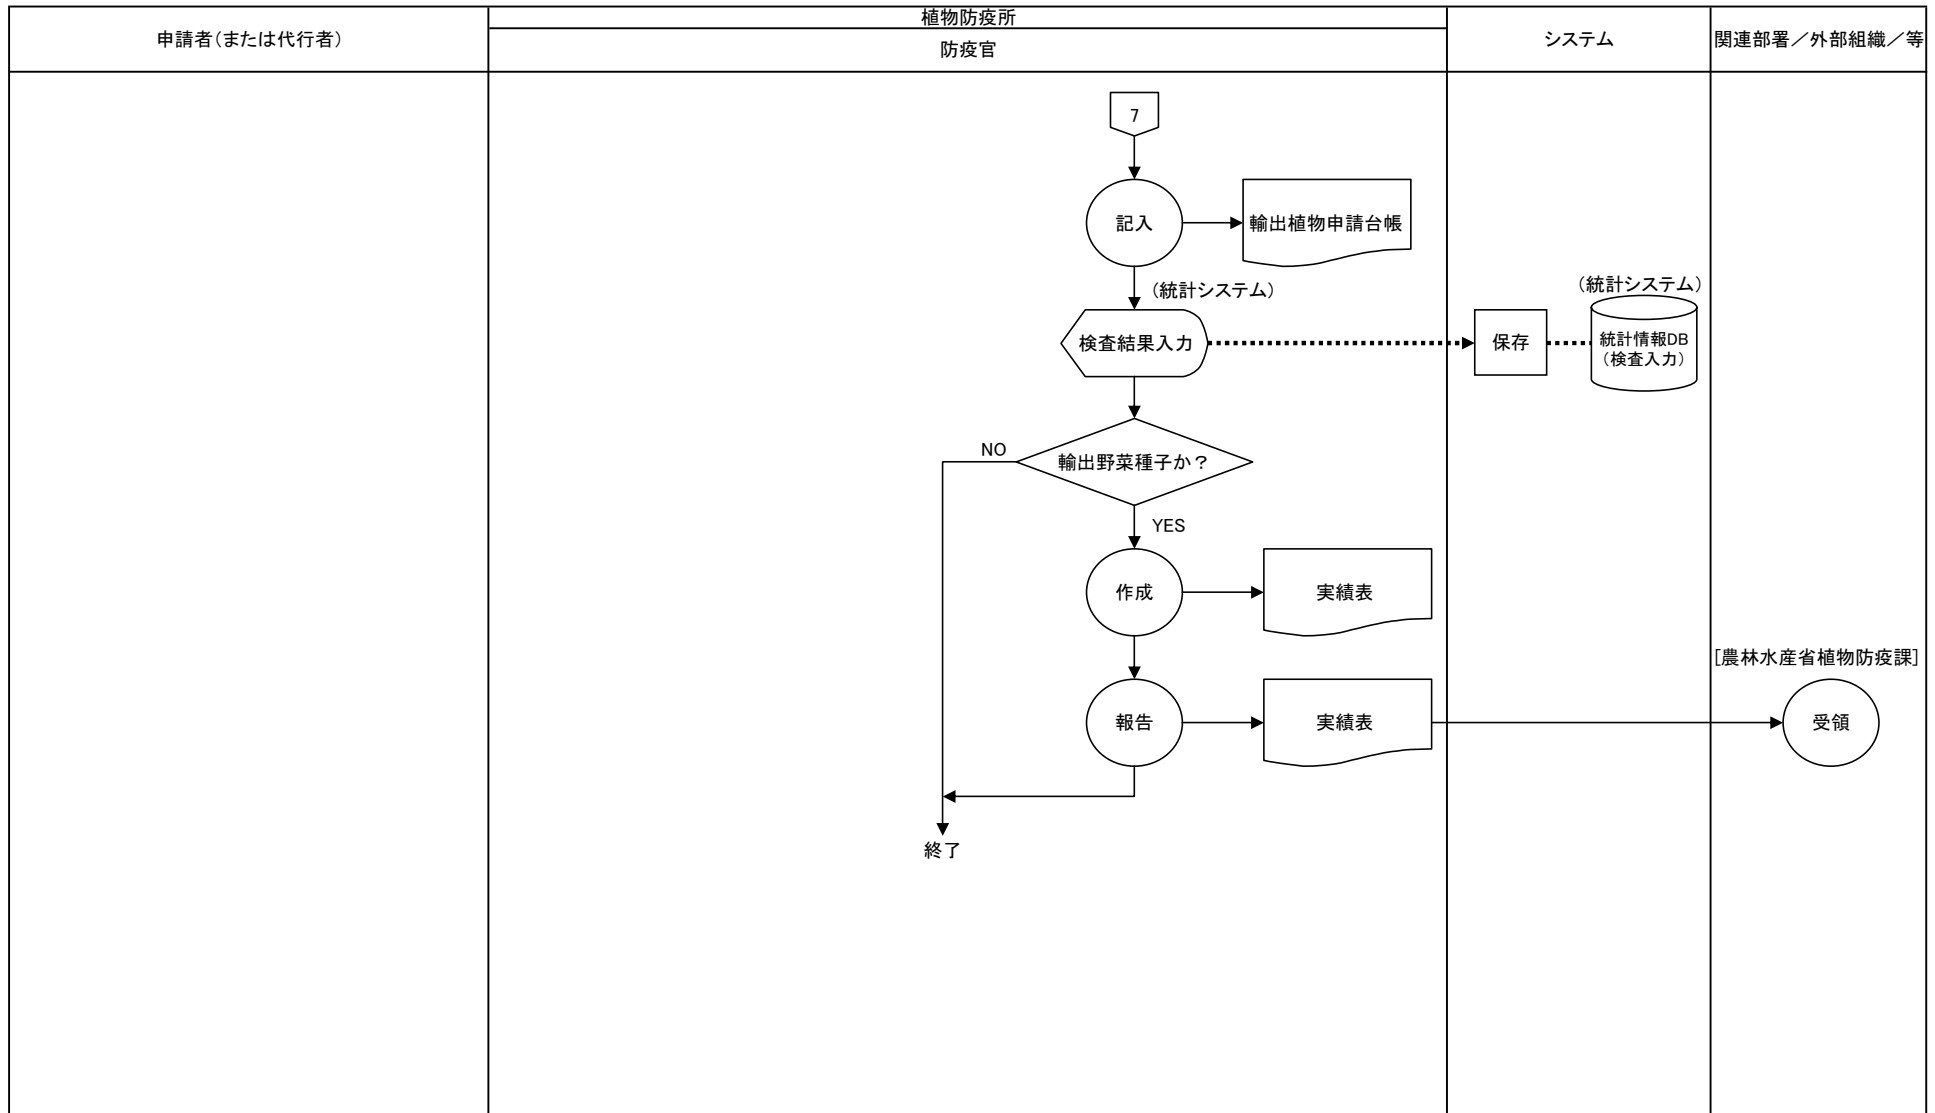 申請者（または代行者）
植物防疫所
防疫官
システム
関連部署／外部組織／等
7
記入
輸出植物申請台帳
（統計システム）
（統計システム）
検査結果入力
保存
統計情報DB
（検査入力）
輸出野菜種子か？
NO
YES
作成
実績表
[農林水産省植物防疫課]
報告
実績表
受領
終了